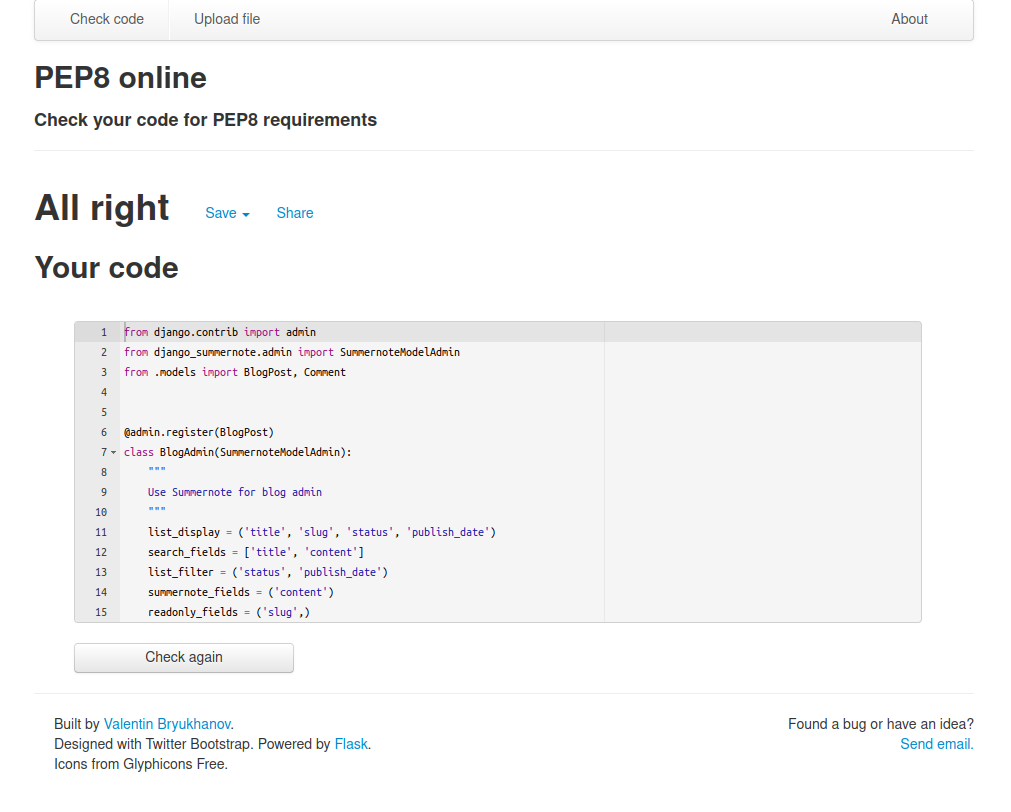 Check code Upload file About
PEP8 online
Check your code for PEP8 requirements
All right Save Share
Your code
1 from django.contrib import admin
2 from django_summernote.admin import SummernoteModelAdmin
3 from .models import BlogPost, Comment
4
5
6 @admin.register(BlogPost)
7 class BlogAdmin(SummernoteModelAdmin):
8     """
9     Use Summernote for blog admin
10     """
11     list_display = ('title', 'slug', 'status', 'publish_date')
12     search_fields = ['title', 'content']
13     list_filter = ('status', 'publish_date')
14     summernote_fields = ('content')
15     readonly_fields = ('slug',)
Check again
Built by Valentin Bryukhanov.
Designed with Twitter Bootstrap. Powered by Flask.
Icons from Glyphicons Free.
Found a bug or have an idea?
Send email.